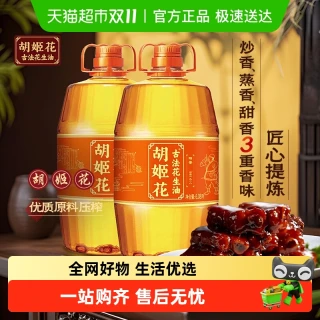 天猫超市双11 官方正品 极速送达
胡姬花
古法花生油
炒香、蒸香、甜香3重香味
匠心提炼
胡姬花
古法花生油
胡姬花
胡姬花
优质原料压榨
全网好物 生活优选
一站购齐 售后无忧